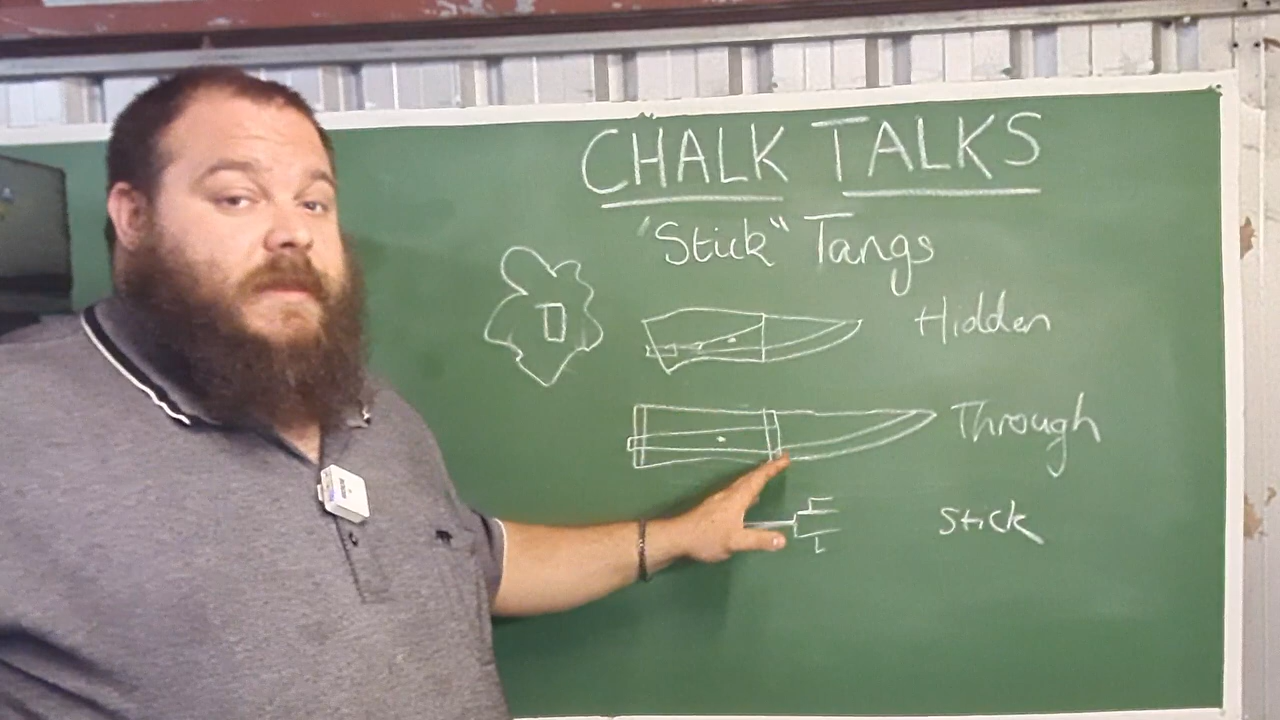 CHALK TALKS
"Stick" Tangs
Hidden
Through
Stick